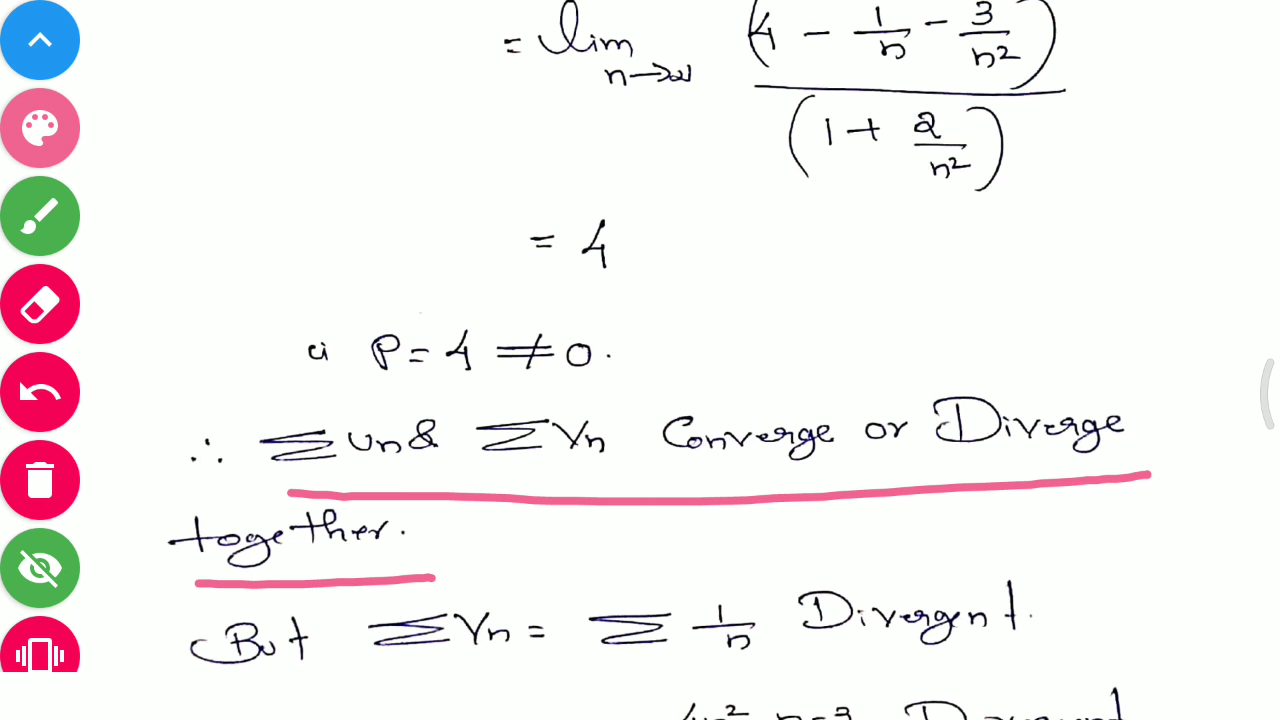 = lim n→∞ (4 - 1/n - 3/n²) / (1 + 2/n²)
= 4
P = 4 ≠ 0.
∴ Σun & Σvn Converge or Diverge
together.
But Σvn = Σ 1/n Divergent.